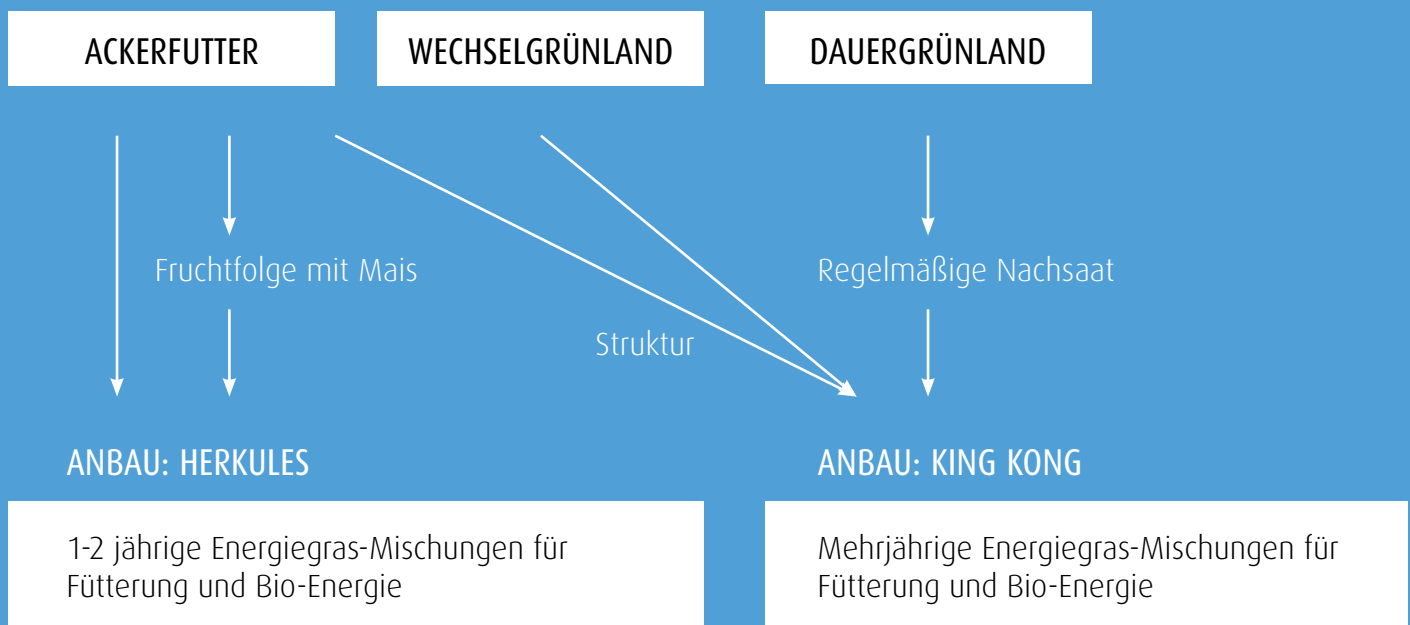 ACKERFUTTER
WECHSELGRÜNLAND
DAUERGRÜNLAND
Fruchtfolge mit Mais
Regelmäßige Nachsaat
Struktur
ANBAU: HERKULES
ANBAU: KING KONG
1-2 jährige Energiegras-Mischungen für
Fütterung und Bio-Energie
Mehrjährige Energiegras-Mischungen für
Fütterung und Bio-Energie